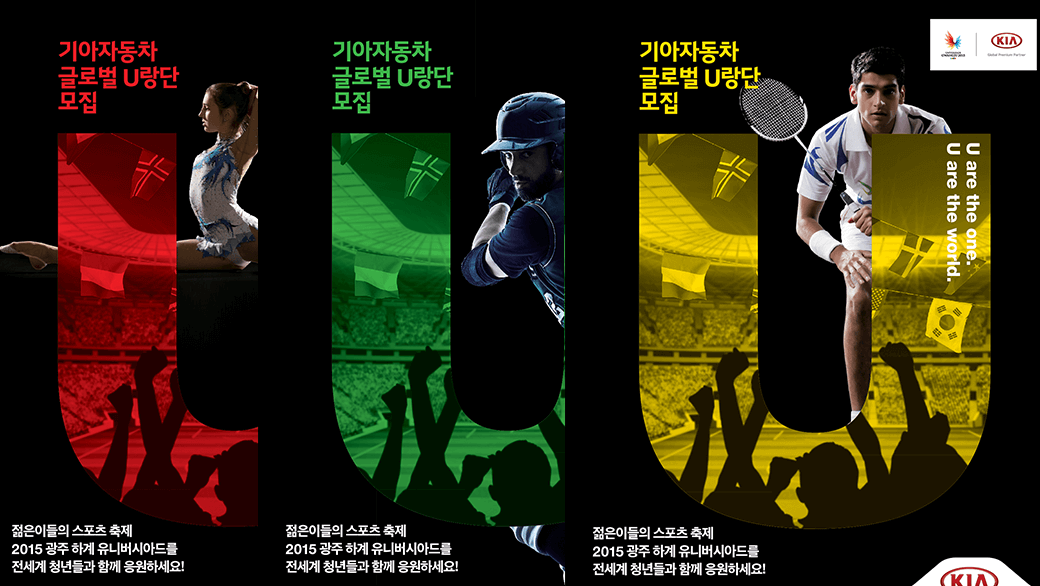 기아자동차
글로벌 U랑단
모집
젊은이들의 스포츠 축제
2015 광주 하계 유니버시아드를
전세계 청년들과 함께 응원하세요!
기아자동차
글로벌 U랑단
모집
젊은이들의 스포츠 축제
2015 광주 하계 유니버시아드를
전세계 청년들과 함께 응원하세요!
기아자동차
글로벌 U랑단
모집
U are the one.
U are the world.
젊은이들의 스포츠 축제
2015 광주 하계 유니버시아드를
전세계 청년들과 함께 응원하세요!
KIA
Global Premium Partner
KIA